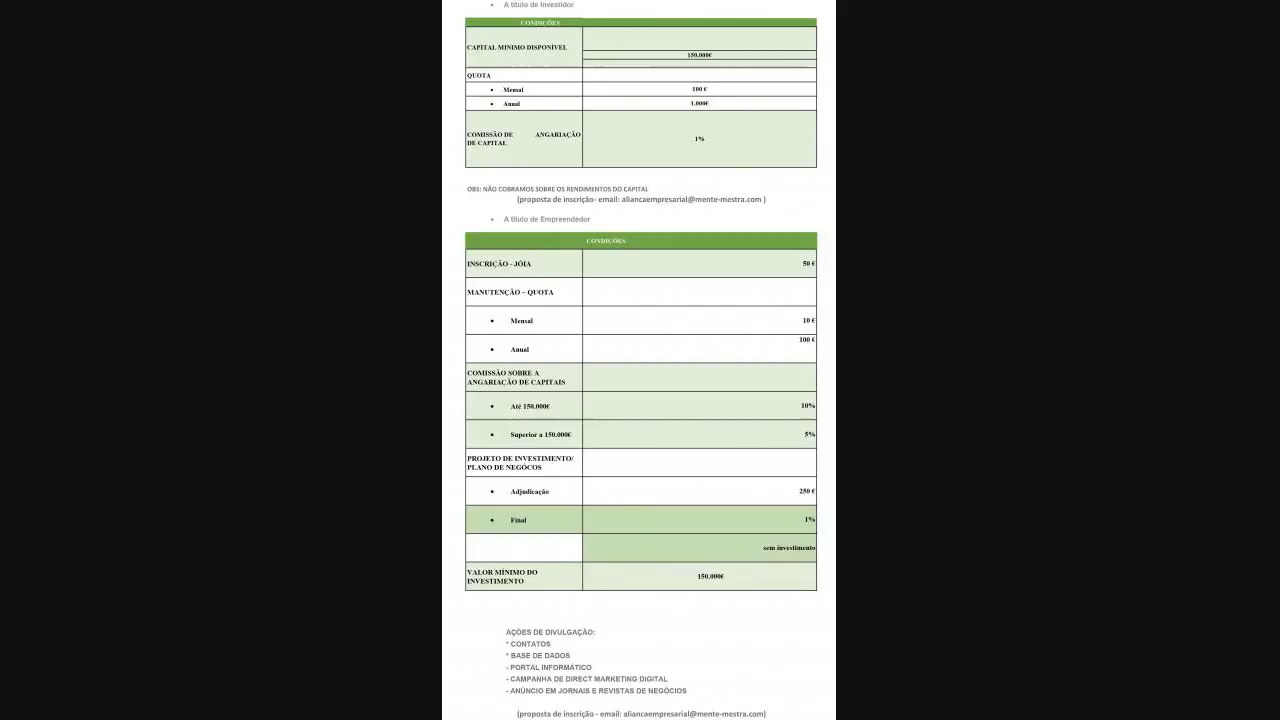 • A título de Investidor
CONDIÇÕES
CAPITAL MINIMO DISPONÍVEL
150.000€
QUOTA
• Mensal 100 €
• Anual 1.000€
COMISSÃO DE ANGARIAÇÃO
DE CAPITAL
1%
OBS: NÃO COBRAMOS SOBRE OS RENDIMENTOS DO CAPITAL
(proposta de inscrição- email: aliancaempresarial@mente-mestra.com )
• A título de Empreendedor
CONDIÇÕES
INSCRIÇÃO - JÓIA 50 €
MANUTENÇÃO – QUOTA
• Mensal 10 €
• Anual 100 €
COMISSÃO SOBRE A
ANGARIAÇÃO DE CAPITAIS
• Até 150.000€ 10%
• Superior a 150.000€ 5%
PROJETO DE INVESTIMENTO/
PLANO DE NEGÓCOS
• Adjudicação 250 €
• Final 1%
sem investimento
VALOR MÍNIMO DO
INVESTIMENTO
150.000€
AÇÕES DE DIVULGAÇÃO:
* CONTATOS
* BASE DE DADOS
- PORTAL INFORMÁTICO
- CAMPANHA DE DIRECT MARKETING DIGITAL
- ANÚNCIO EM JORNAIS E REVISTAS DE NEGÓCIOS
(proposta de inscrição - email: aliancaempresarial@mente-mestra.com)